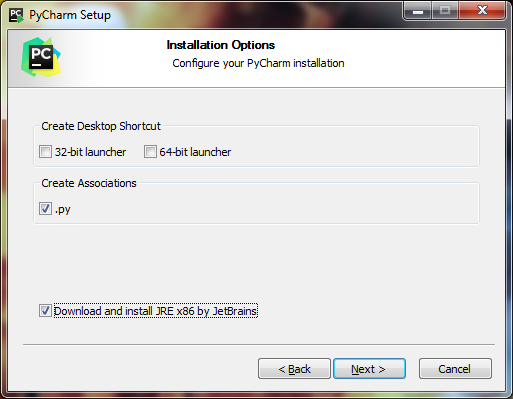 PC PyCharm Setup
PC
Installation Options
Configure your PyCharm installation
Create Desktop Shortcut
32-bit launcher 64-bit launcher
Create Associations
.py
Download and install JRE x86 by JetBrains
< Back Next > Cancel